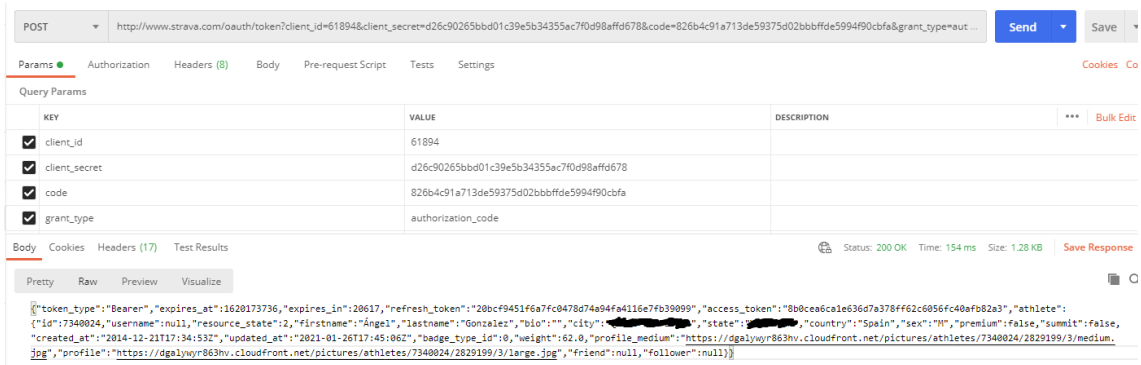 POST http://www.strava.com/oauth/token?client_id=61894&client_secret=d26c90265bbd01c39e5b34355ac7f0d98affd678&code=826b4c91a713de59375d02bbbffde5994f90cbfa&grant_type=aut ... Send Save
Params Authorization Headers (8) Body Pre-request Script Tests Settings Cookies Co
Query Params
KEY VALUE DESCRIPTION ••• Bulk Edit
client_id 61894
client_secret d26c90265bbd01c39e5b34355ac7f0d98affd678
code 826b4c91a713de59375d02bbbffde5994f90cbfa
grant_type authorization_code
Body Cookies Headers (17) Test Results Status: 200 OK Time: 154 ms Size: 1.28 KB Save Response
Pretty Raw Preview Visualize
{"token_type":"Bearer","expires_at":1620173736,"expires_in":20617,"refresh_token":"20bcf9451f6a7fc0478d74a94fa4116e7fb39099","access_token":"8b0cea6ca1e636d7a378ff62c6056fc40afb82a3","athlete":
{"id":7340024,"username":null,"resource_state":2,"firstname":"Ángel","lastname":"Gonzalez","bio":"","city":" ","state":" ","country":"Spain","sex":"M","premium":false,"summit":false,
"created_at":"2014-12-21T17:34:53Z","updated_at":"2021-01-26T17:45:06Z","badge_type_id":0,"weight":62.0,"profile_medium":"https://dgalywyr863hv.cloudfront.net/pictures/athletes/7340024/2829199/3/medium.
jpg","profile":"https://dgalywyr863hv.cloudfront.net/pictures/athletes/7340024/2829199/3/large.jpg","friend":null,"follower":null}}